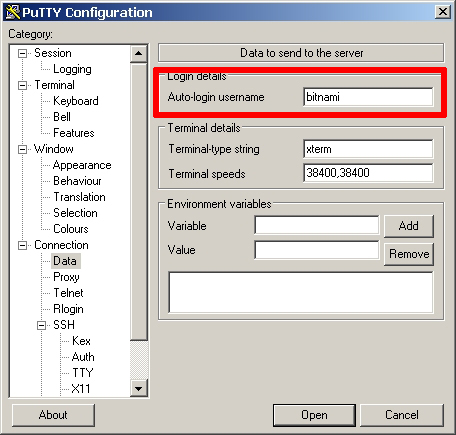 PuTTY Configuration
Category:
Session
Logging
Terminal
Keyboard
Bell
Features
Window
Appearance
Behaviour
Translation
Selection
Colours
Connection
Data
Proxy
Telnet
Rlogin
SSH
Kex
Auth
TTY
X11
Data to send to the server
Login details
Auto-login username
bitnami
Terminal details
Terminal-type string
xterm
Terminal speeds
38400,38400
Environment variables
Variable
Add
Value
Remove
About
Open
Cancel